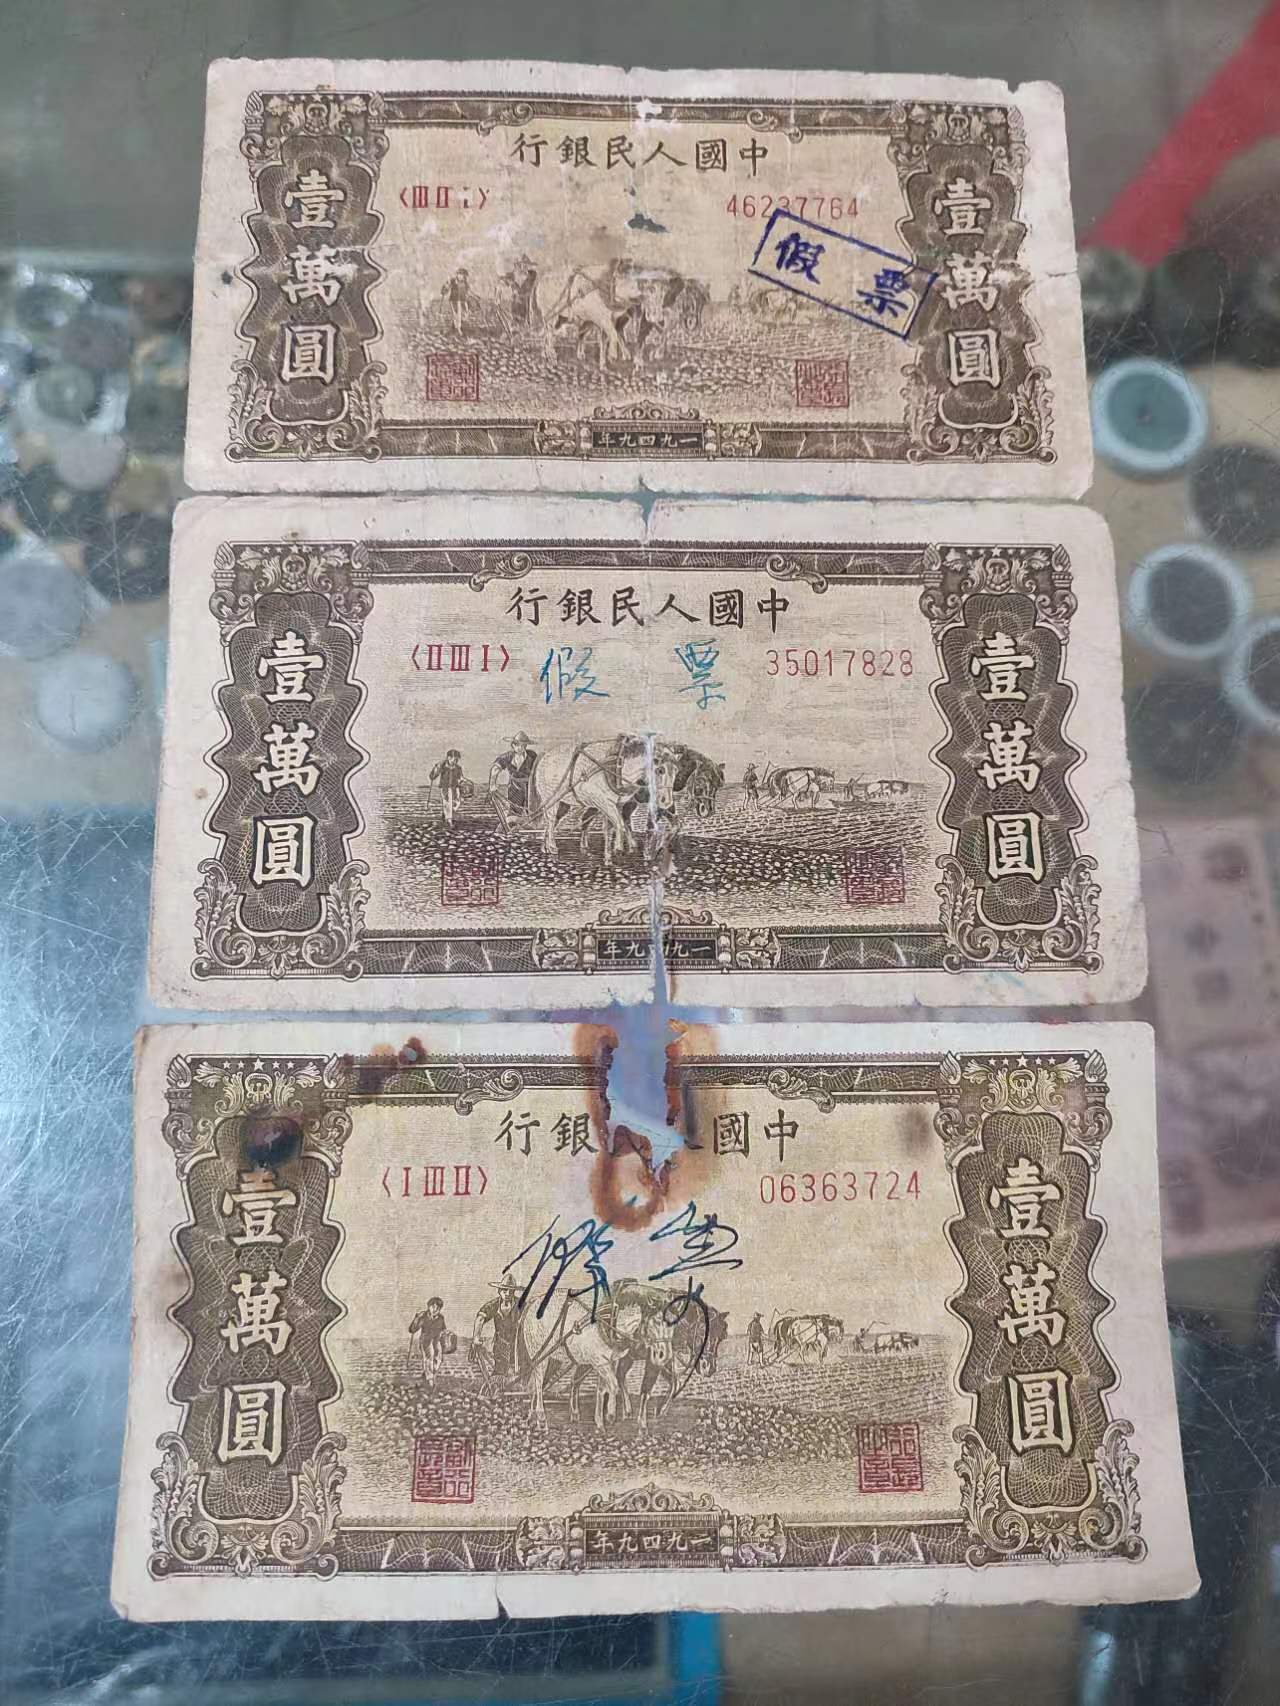 中國人民銀行
46237764
假票
壹萬圓
壹萬圓
一九四九年
中國人民銀行
〈II III I〉
假票
35017828
壹萬圓
壹萬圓
一九四九年
中國民銀行
〈I III II〉
06363724
假票
壹萬圓
壹萬圓
一九四九年